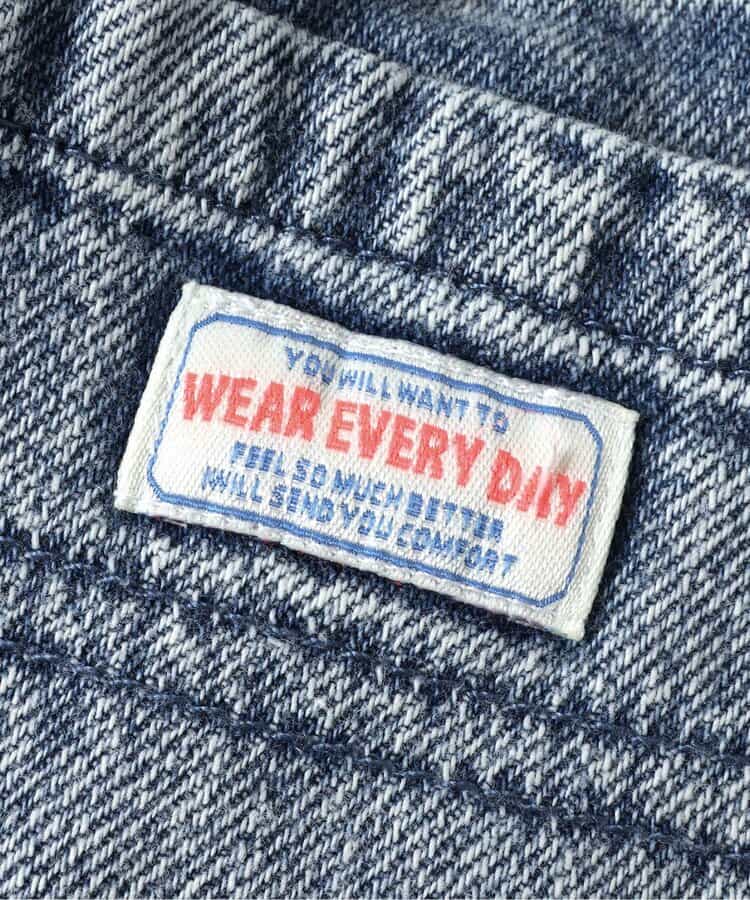 YOU WILL WANT TO
WEAR EVERY DAY
FEEL SO MUCH BETTER
I WILL SEND YOU COMFORT